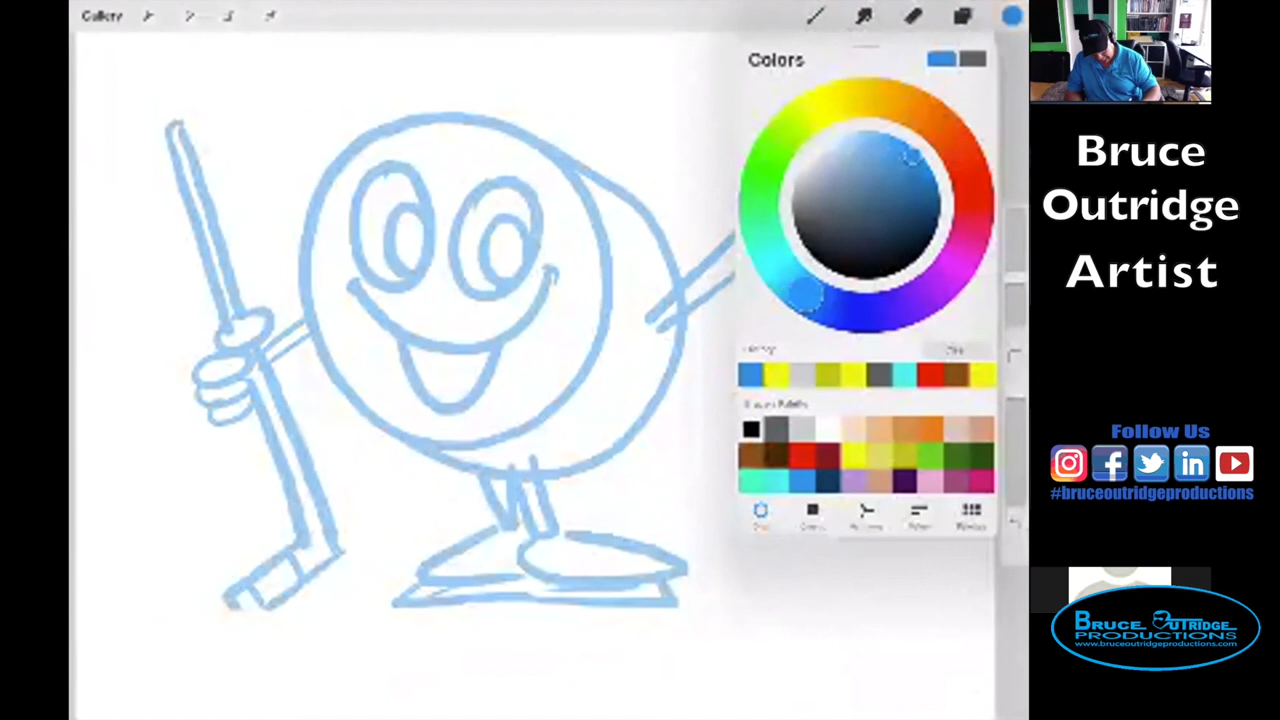 Gallery
Colors
Bruce
Outridge
Artist
Follow Us
#bruceoutridgeproductions
BRUCE OUTRIDGE
PRODUCTIONS
www.bruceoutridgeproductions.com